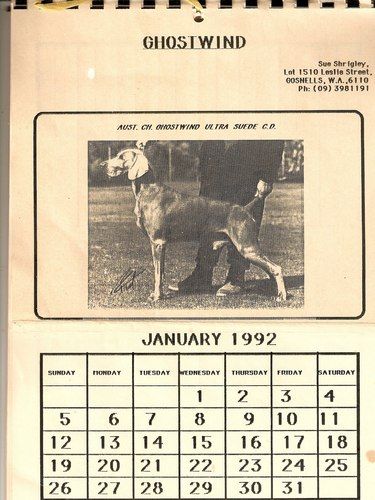 GHOSTWIND
Sue Shrigley,
Lot 1510 Leslie Street,
GOSNELLS, W.A.,6110
Ph: (09) 3981191
AUST. CH. GHOSTWIND ULTRA SUEDE C.D.
JANUARY 1992
SUNDAY MONDAY TUESDAY WEDNESDAY THURSDAY FRIDAY SATURDAY
1 2 3 4
5 6 7 8 9 10 11
12 13 14 15 16 17 18
19 20 21 22 23 24 25
26 27 28 29 30 31